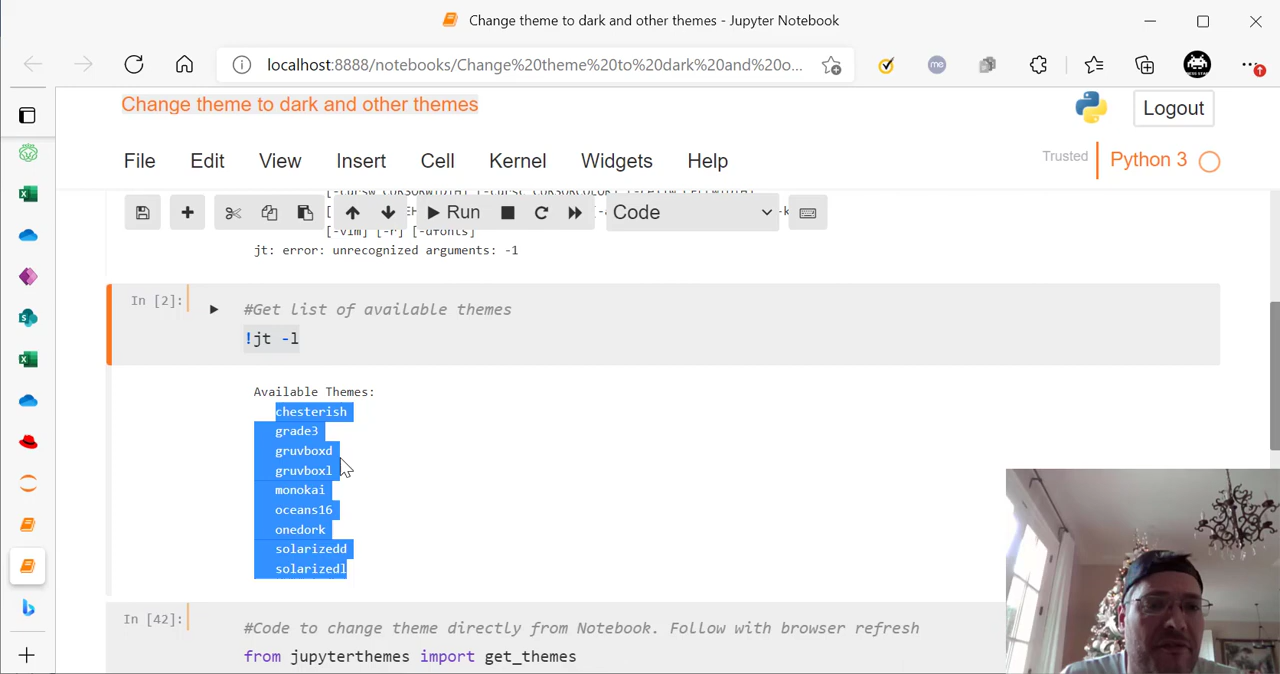 Change theme to dark and other themes - Jupyter Notebook
localhost:8888/notebooks/Change%20theme%20to%20dark%20and%20o...
Change theme to dark and other themes
Logout
File Edit View Insert Cell Kernel Widgets Help
Trusted Python 3
Run Code
[-vim] [-r] [-dfonts]
jt: error: unrecognized arguments: -1
In [2]:
#Get list of available themes
!jt -l
Available Themes:
chesterish
grade3
gruvboxd
gruvboxl
monokai
oceans16
onedork
solarizedd
solarizedl
In [42]:
#Code to change theme directly from Notebook. Follow with browser refresh
from jupyterthemes import get_themes